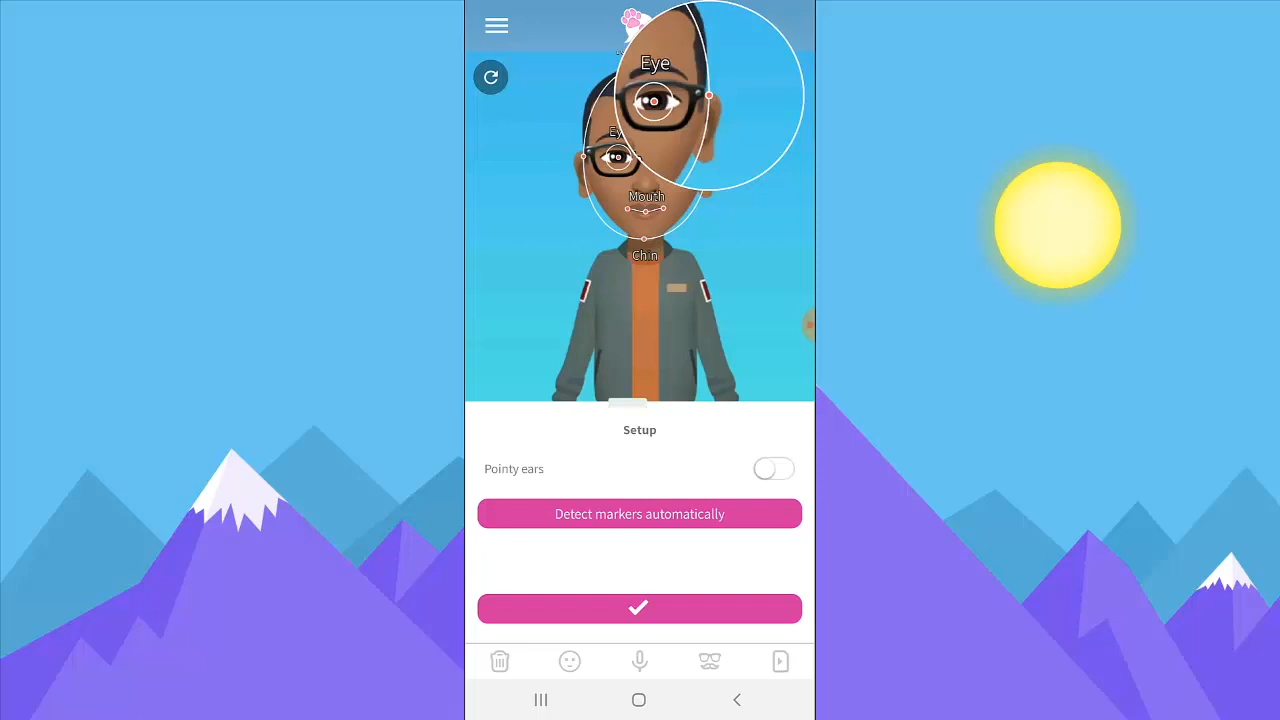 Eye
Mouth
Chin
Setup
Pointy ears
Detect markers automatically